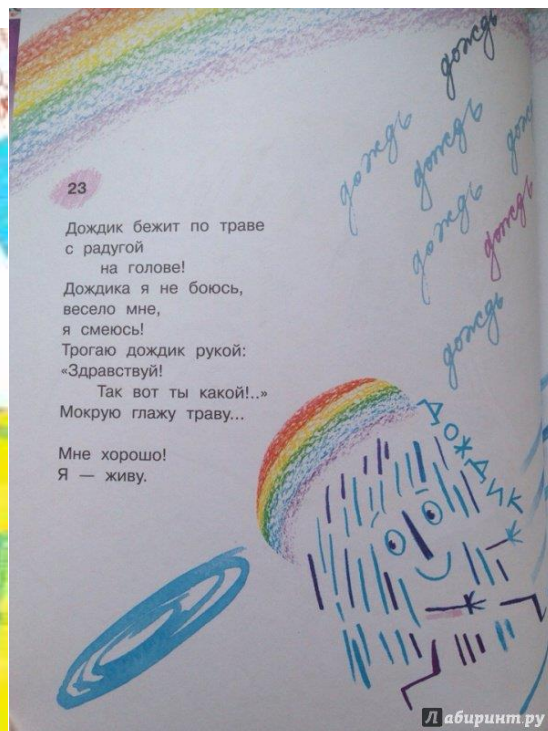 дождь
дождь
дождь
дождь
дождь
дождь
23
Дождик бежит по траве
с радугой
на голове!
Дождика я не боюсь,
весело мне,
я смеюсь!
Трогаю дождик рукой:
«Здравствуй!
Так вот ты какой!..»
Мокрую глажу траву...
Мне хорошо!
Я — живу.
ДОЖДИК
Лабиринт.ру